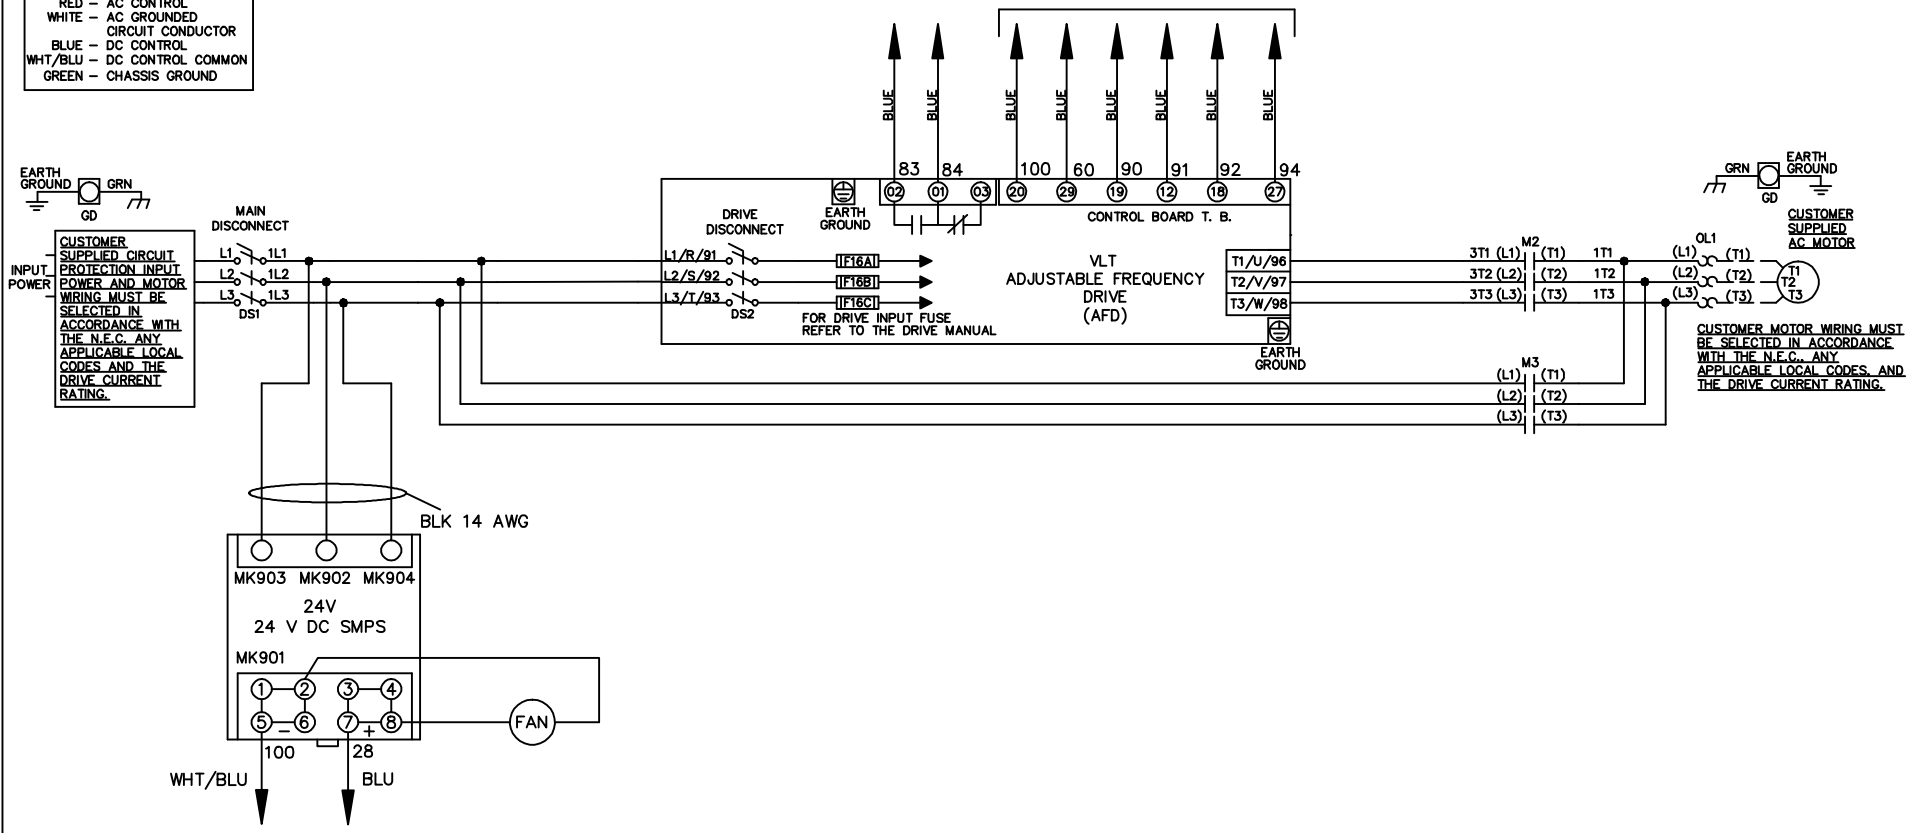 RED – AC CONTROL
WHITE – AC GROUNDED
CIRCUIT CONDUCTOR
BLUE – DC CONTROL
WHT/BLU – DC CONTROL COMMON
GREEN – CHASSIS GROUND
BLUE
BLUE
BLUE
BLUE
BLUE
BLUE
BLUE
BLUE
83
84
100
60
90
91
92
94
02
01
03
20
29
19
12
18
27
EARTH
GROUND
CONTROL BOARD T. B.
EARTH
GROUND
GRN
GD
MAIN
DISCONNECT
L1
1L1
L2
1L2
L3
1L3
DS1
INPUT
POWER
CUSTOMER
SUPPLIED CIRCUIT
PROTECTION INPUT
POWER AND MOTOR
WIRING MUST BE
SELECTED IN
ACCORDANCE WITH
THE N.E.C. ANY
APPLICABLE LOCAL
CODES AND THE
DRIVE CURRENT
RATING.
DRIVE
DISCONNECT
L1/R/91
L2/S/92
L3/T/93
DS2
F16A
F16B
F16C
FOR DRIVE INPUT FUSE
REFER TO THE DRIVE MANUAL
VLT
ADJUSTABLE FREQUENCY
DRIVE
(AFD)
T1/U/96
T2/V/97
T3/W/98
EARTH
GROUND
M2
3T1 (L1) (T1) 1T1
3T2 (L2) (T2) 1T2
3T3 (L3) (T3) 1T3
OL1
(L1) (T1)
(L2) (T2)
(L3) (T3)
T1
T2
T3
GRN
EARTH
GROUND
GD
CUSTOMER
SUPPLIED
AC MOTOR
CUSTOMER MOTOR WIRING MUST
BE SELECTED IN ACCORDANCE
WITH THE N.E.C., ANY
APPLICABLE LOCAL CODES, AND
THE DRIVE CURRENT RATING.
M3
(L1) (T1)
(L2) (T2)
(L3) (T3)
BLK 14 AWG
MK903 MK902 MK904
24V
24 V DC SMPS
MK901
1 2 3 4
5 6 7 8
– +
FAN
100
28
WHT/BLU
BLU